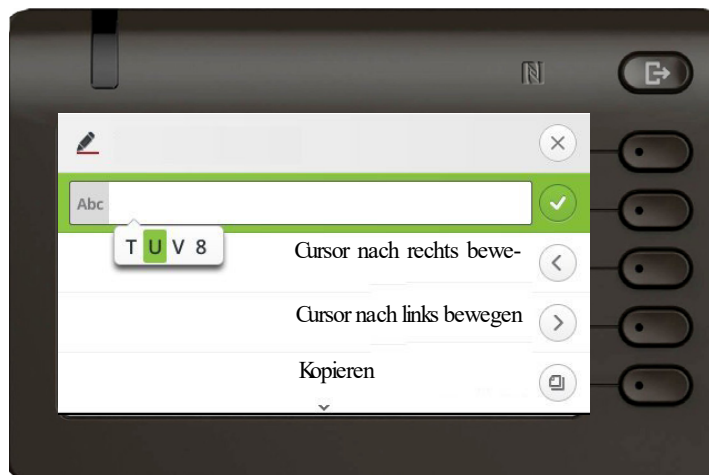 Abc
T U V 8
Cursor nach rechts bewe-
Cursor nach links bewegen
Kopieren